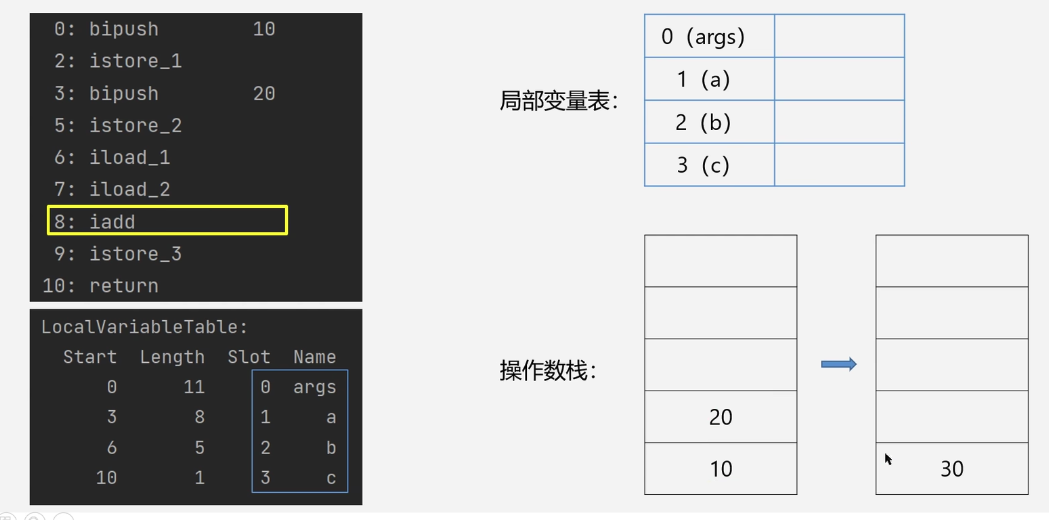 0: bipush 10
2: istore_1
3: bipush 20
5: istore_2
6: iload_1
7: iload_2
8: iadd
9: istore_3
10: return
LocalVariableTable:
Start Length Slot Name
0 11 0 args
3 8 1 a
6 5 2 b
10 1 3 c
局部变量表：
0（args）
1（a）
2（b）
3（c）
操作数栈：
20
10
30